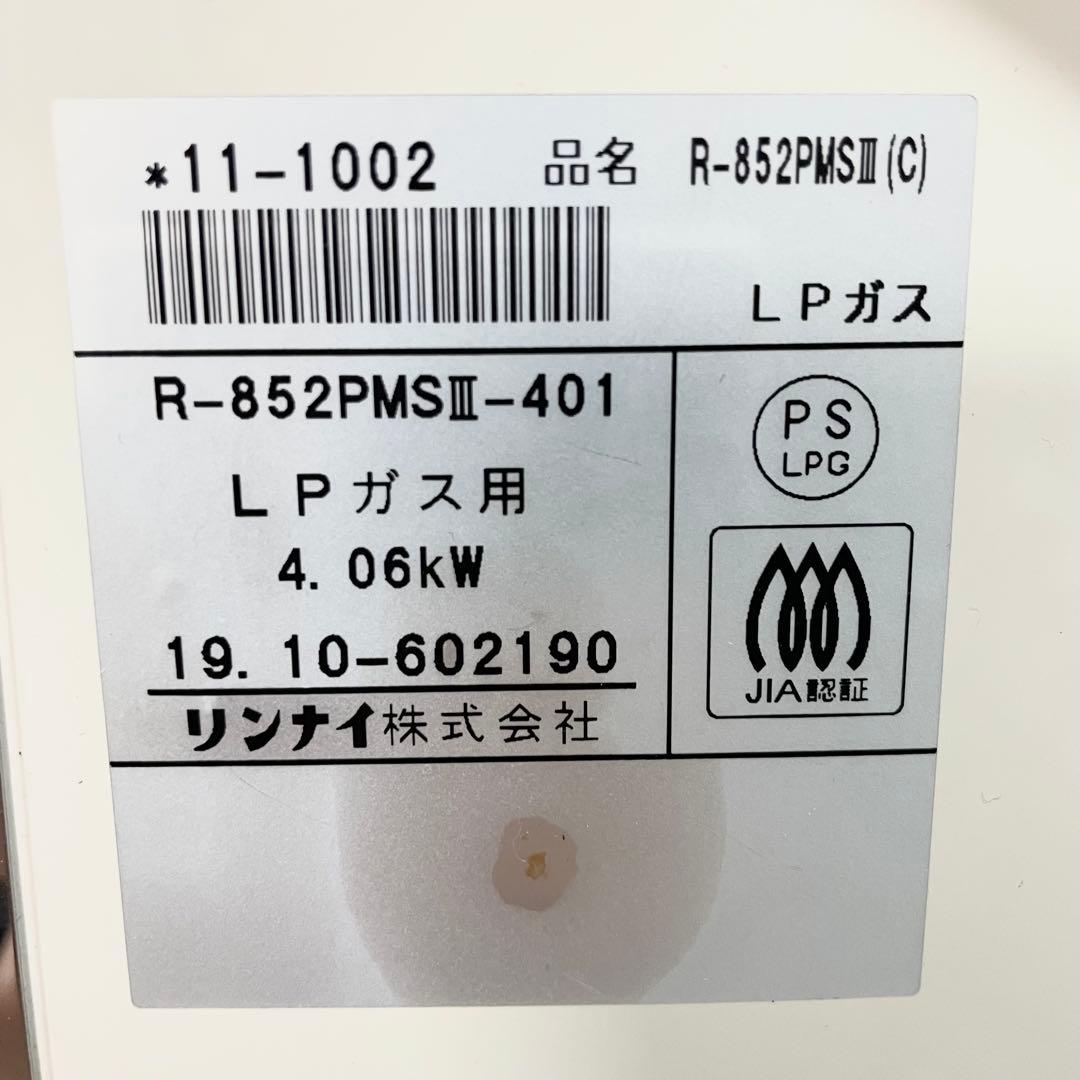 *11-1002 品名 R-852PMSⅢ(C)
LPガス
R-852PMSⅢ-401
LPガス用
4.06kW
19.10-602190
リンナイ株式会社
PS
LPG
JIA認証